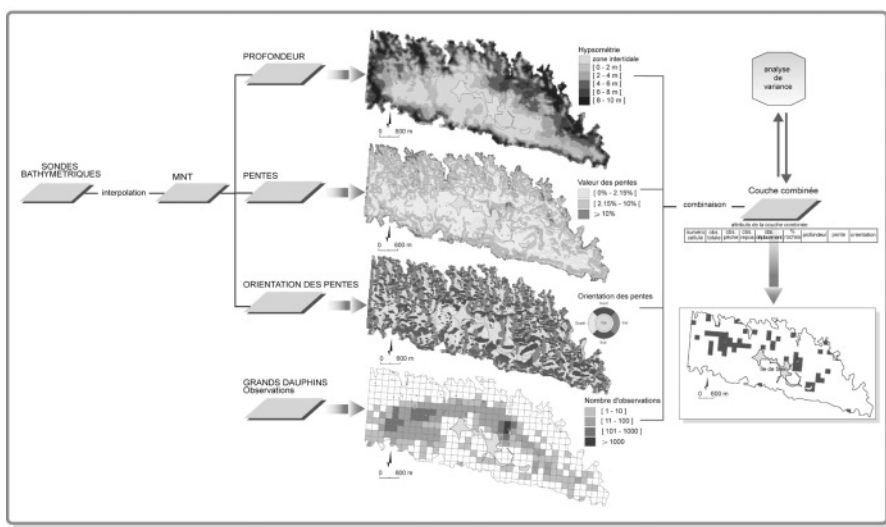 PROFONDEUR
Hypsométrie
zone intertidale
[ 0 - 2 m [
[ 2 - 4 m [
[ 4 - 6 m [
[ 6 - 8 m [
[ 6 - 10 m [
0 600 m
analyse
de
variance
SONDES
BATHYMETRIQUES
interpolation
MNT
PENTES
Valeur des pentes
[ 0% - 2.15% [
[ 2.15% - 10% [
⩾ 10%
0 600 m
combinaison
Couche combinée
attributs de la couche combinée
numéro cellule
obs. totale
obs. pêche
obs. repos
obs. déplacement
% roches
profondeur
pente
orientation
ORIENTATION DES PENTES
Orientation des pentes
Nord
Ouest
Est
Sud
0 600 m
GRANDS DAUPHINS
Observations
Nombre d'observations
[ 1 - 10 ]
[ 11 - 100 ]
[ 101 - 1000 ]
⩾ 1000
0 600 m
Ile de Sein
0 600 m